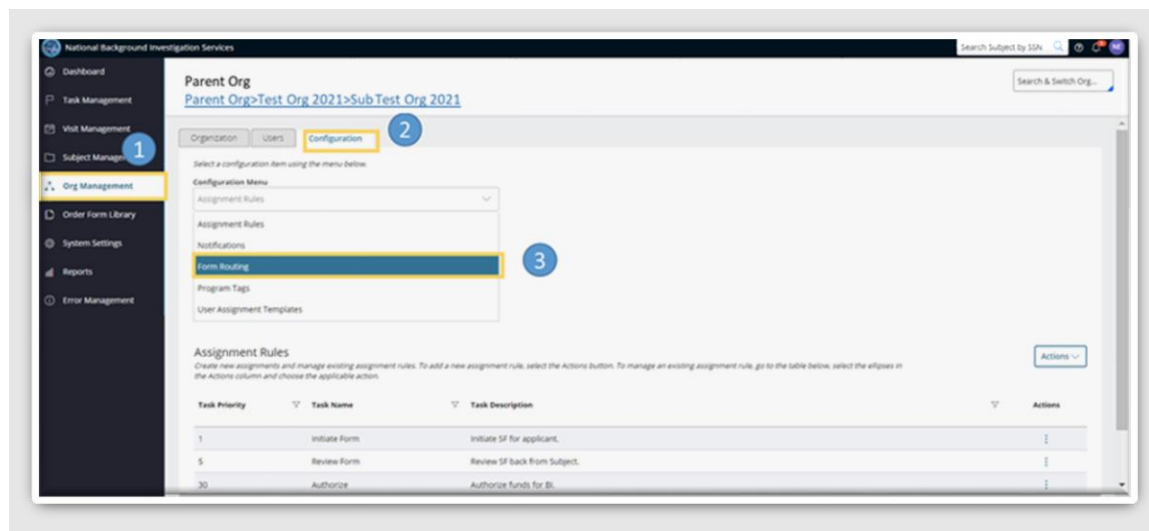 National Background Investigation Services
Search Subject by SSN
Dashboard
Task Management
Visit Management
Subject Manage
Org Management
Order Form Library
System Settings
Reports
Error Management
1
Parent Org
Parent Org>Test Org 2021>SubTest Org 2021
Search & Switch Org...
Organization
Users
Configuration
2
Select a configuration item using the menu below.
Configuration Menu
Assignment Rules
Assignment Rules
Notifications
Form Routing
3
Program Tags
User Assignment Templates
Assignment Rules
Actions
Create new assignments and manage existing assignment rules. To add a new assignment rule, select the Actions button. To manage an existing assignment rule, go to the table below, select the ellipses in
the Actions column and choose the applicable action.
Task Priority Task Name Task Description Actions
1 Initiate Form Initiate SF for applicant.
5 Review Form Review SF back from Subject.
30 Authorize Authorize funds for BI.